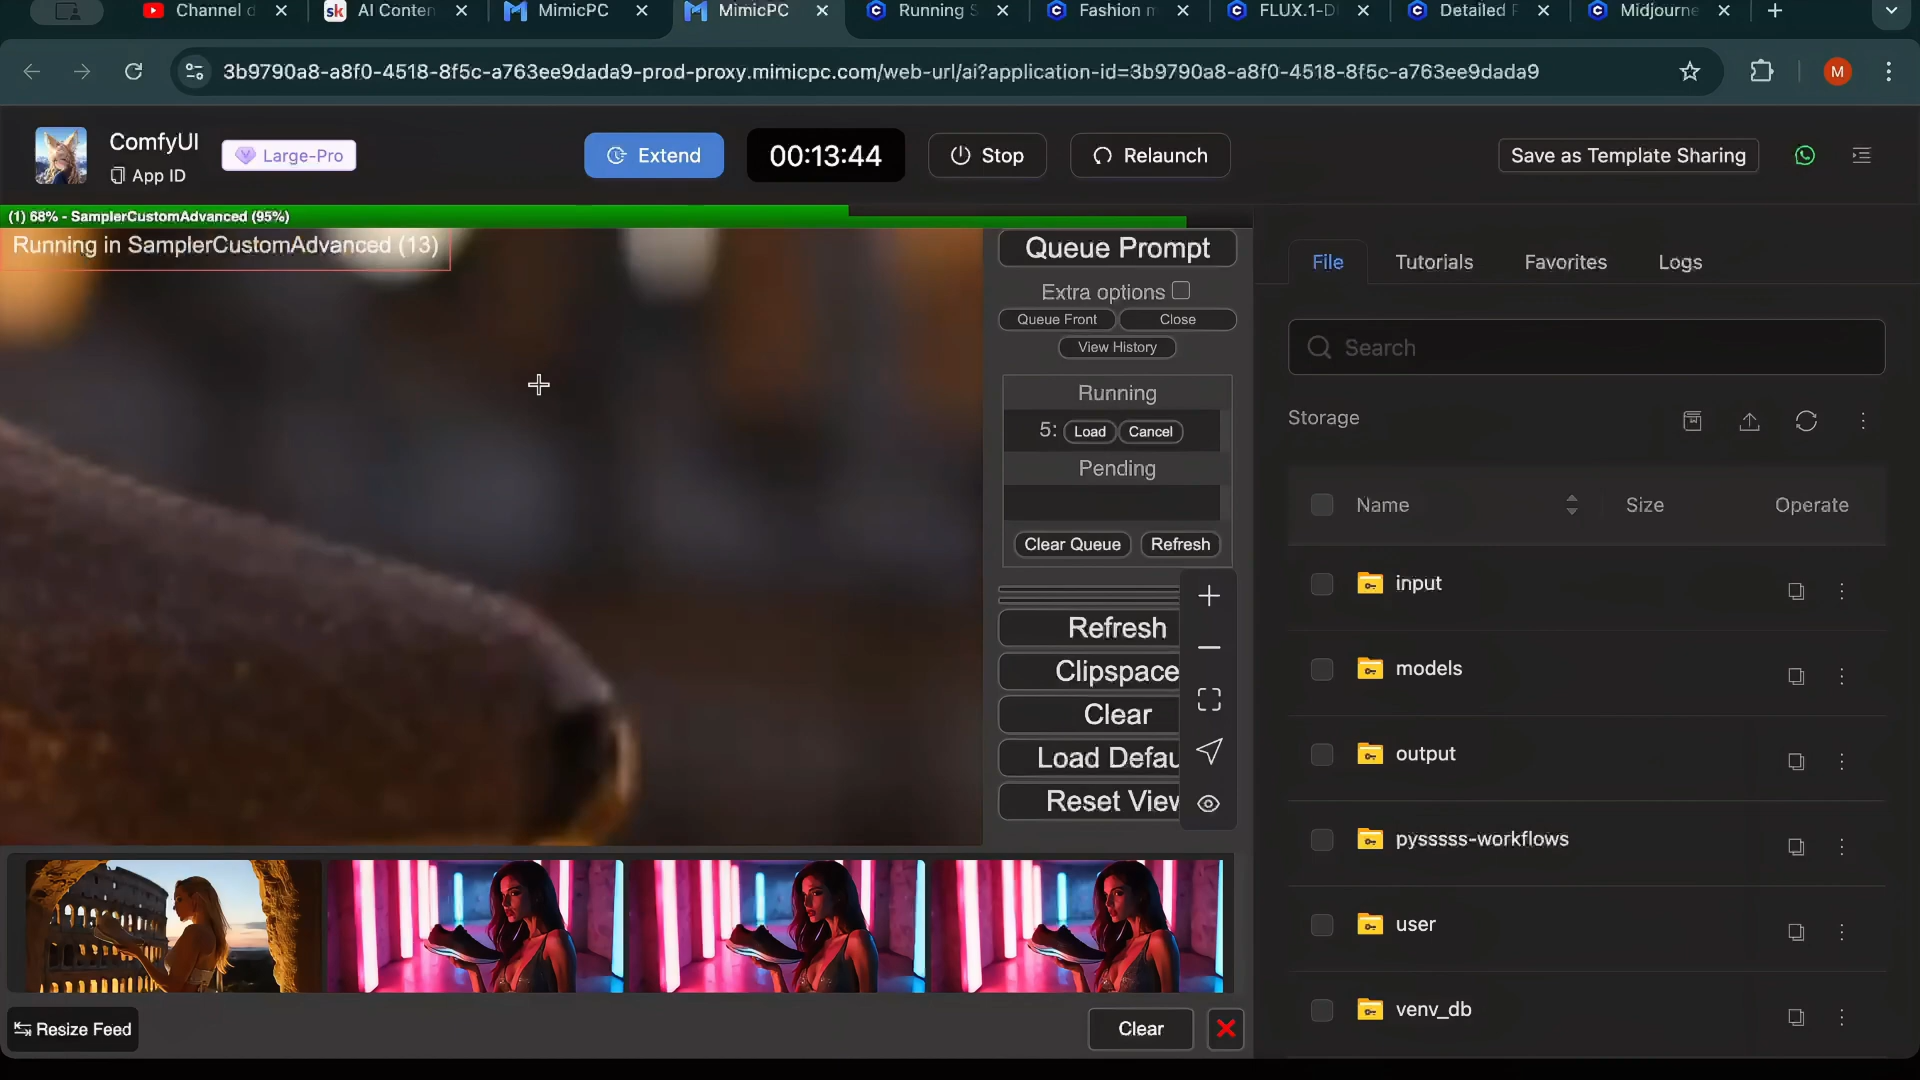 Channel d
sk AI Conten
MimicPC
MimicPC
Running S
Fashion m
FLUX.1-D
Detailed F
Midjourne
3b9790a8-a8f0-4518-8f5c-a763ee9dada9-prod-proxy.mimicpc.com/web-url/ai?application-id=3b9790a8-a8f0-4518-8f5c-a763ee9dada9
M
ComfyUI
App ID
Large-Pro
Extend
00:13:44
Stop
Relaunch
Save as Template Sharing
(1) 68% - SamplerCustomAdvanced (95%)
Running in SamplerCustomAdvanced (13)
Queue Prompt
Extra options
Queue Front
Close
View History
Running
5: Load Cancel
Pending
Clear Queue
Refresh
Refresh
Clipspace
Clear
Load Defau
Reset View
File
Tutorials
Favorites
Logs
Search
Storage
Name
Size
Operate
input
models
output
pysssss-workflows
user
venv_db
Resize Feed
Clear